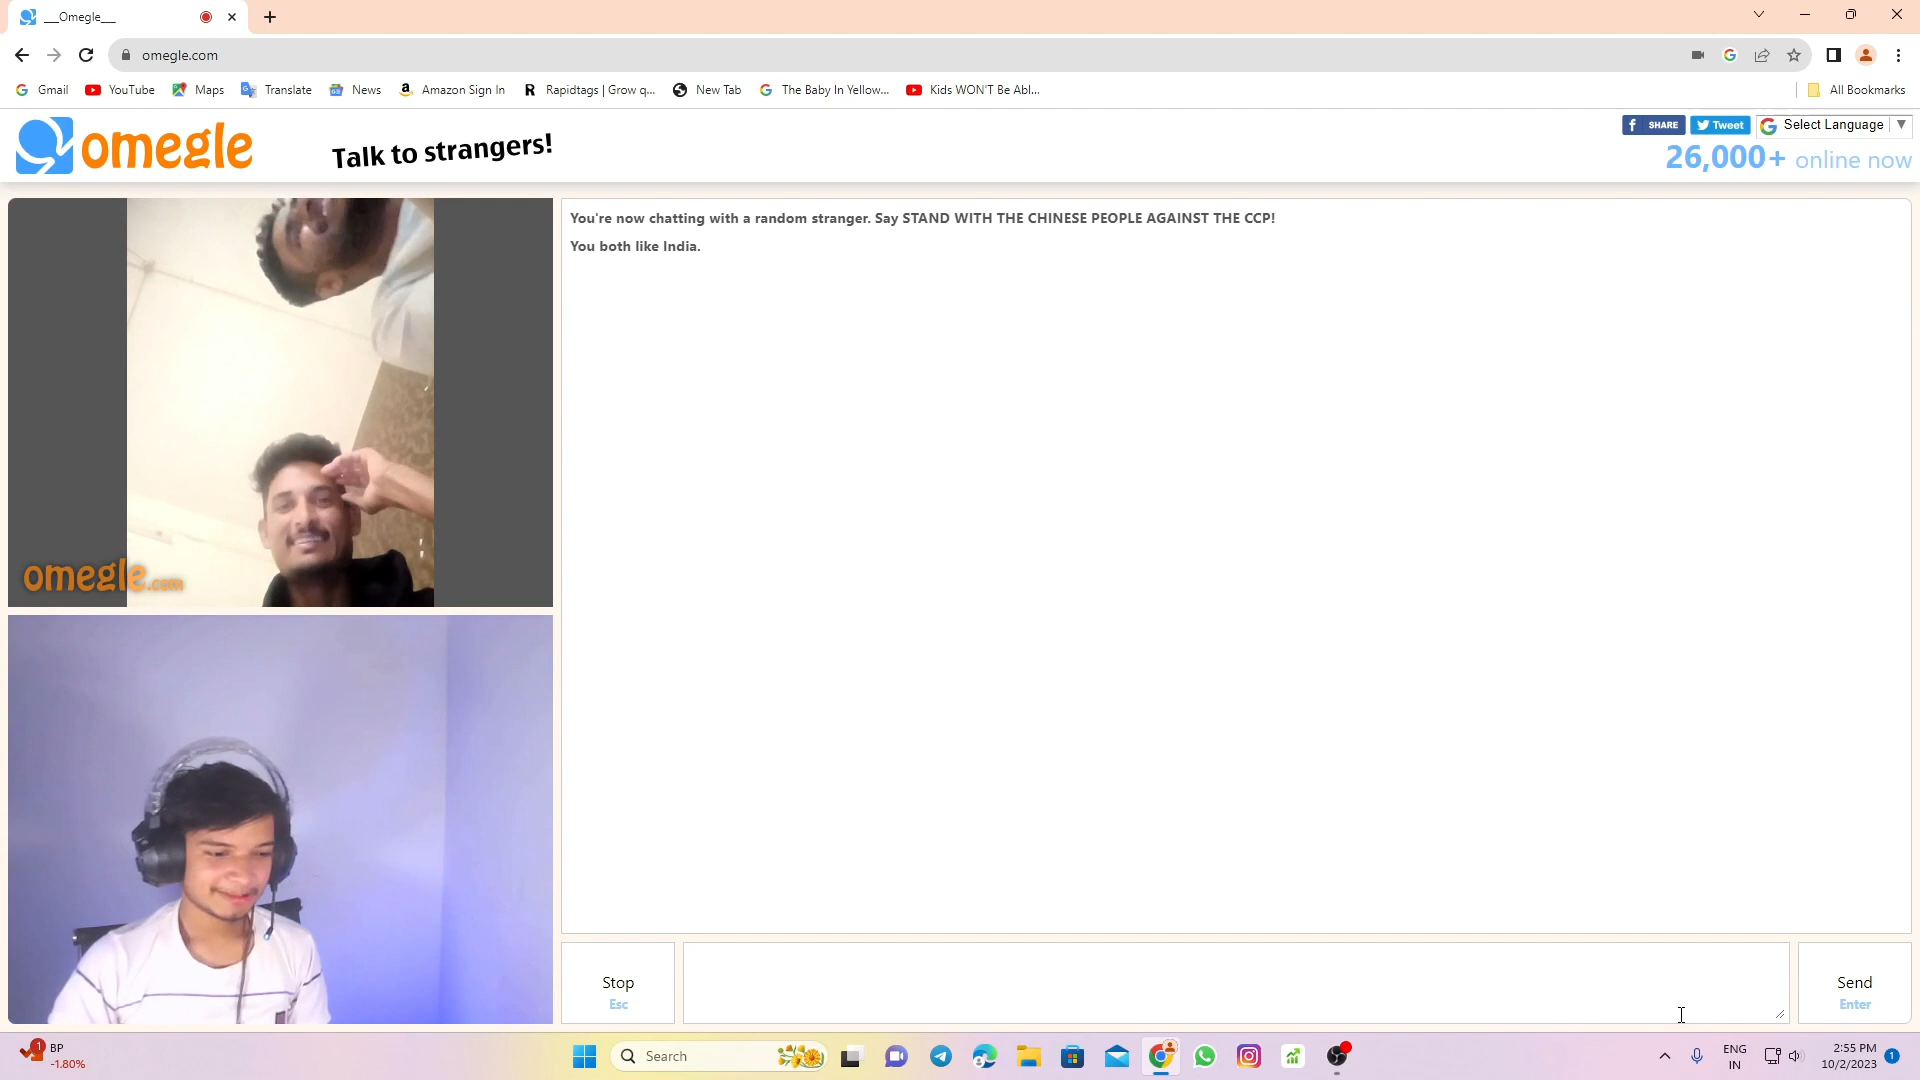 ___Omegle___
omegle.com
Gmail YouTube Maps Translate News Amazon Sign In Rapidtags | Grow q... New Tab The Baby In Yellow... Kids WON'T Be Abl... All Bookmarks
omegle Talk to strangers!
SHARE Tweet Select Language ▼
26,000+ online now
You're now chatting with a random stranger. Say STAND WITH THE CHINESE PEOPLE AGAINST THE CCP!
You both like India.
omegle.com
Stop
Esc
Send
Enter
1
BP
-1.80%
Search
ENG
IN
2:55 PM
10/2/2023
1